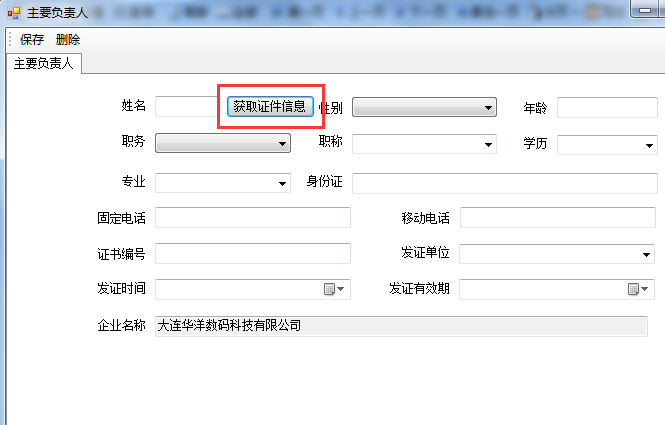 主要负责人
保存 删除
主要负责人
姓名 获取证件信息 性别 年龄
职务 职称 学历
专业 身份证
固定电话 移动电话
证书编号 发证单位
发证时间 发证有效期
企业名称 大连华洋数码科技有限公司